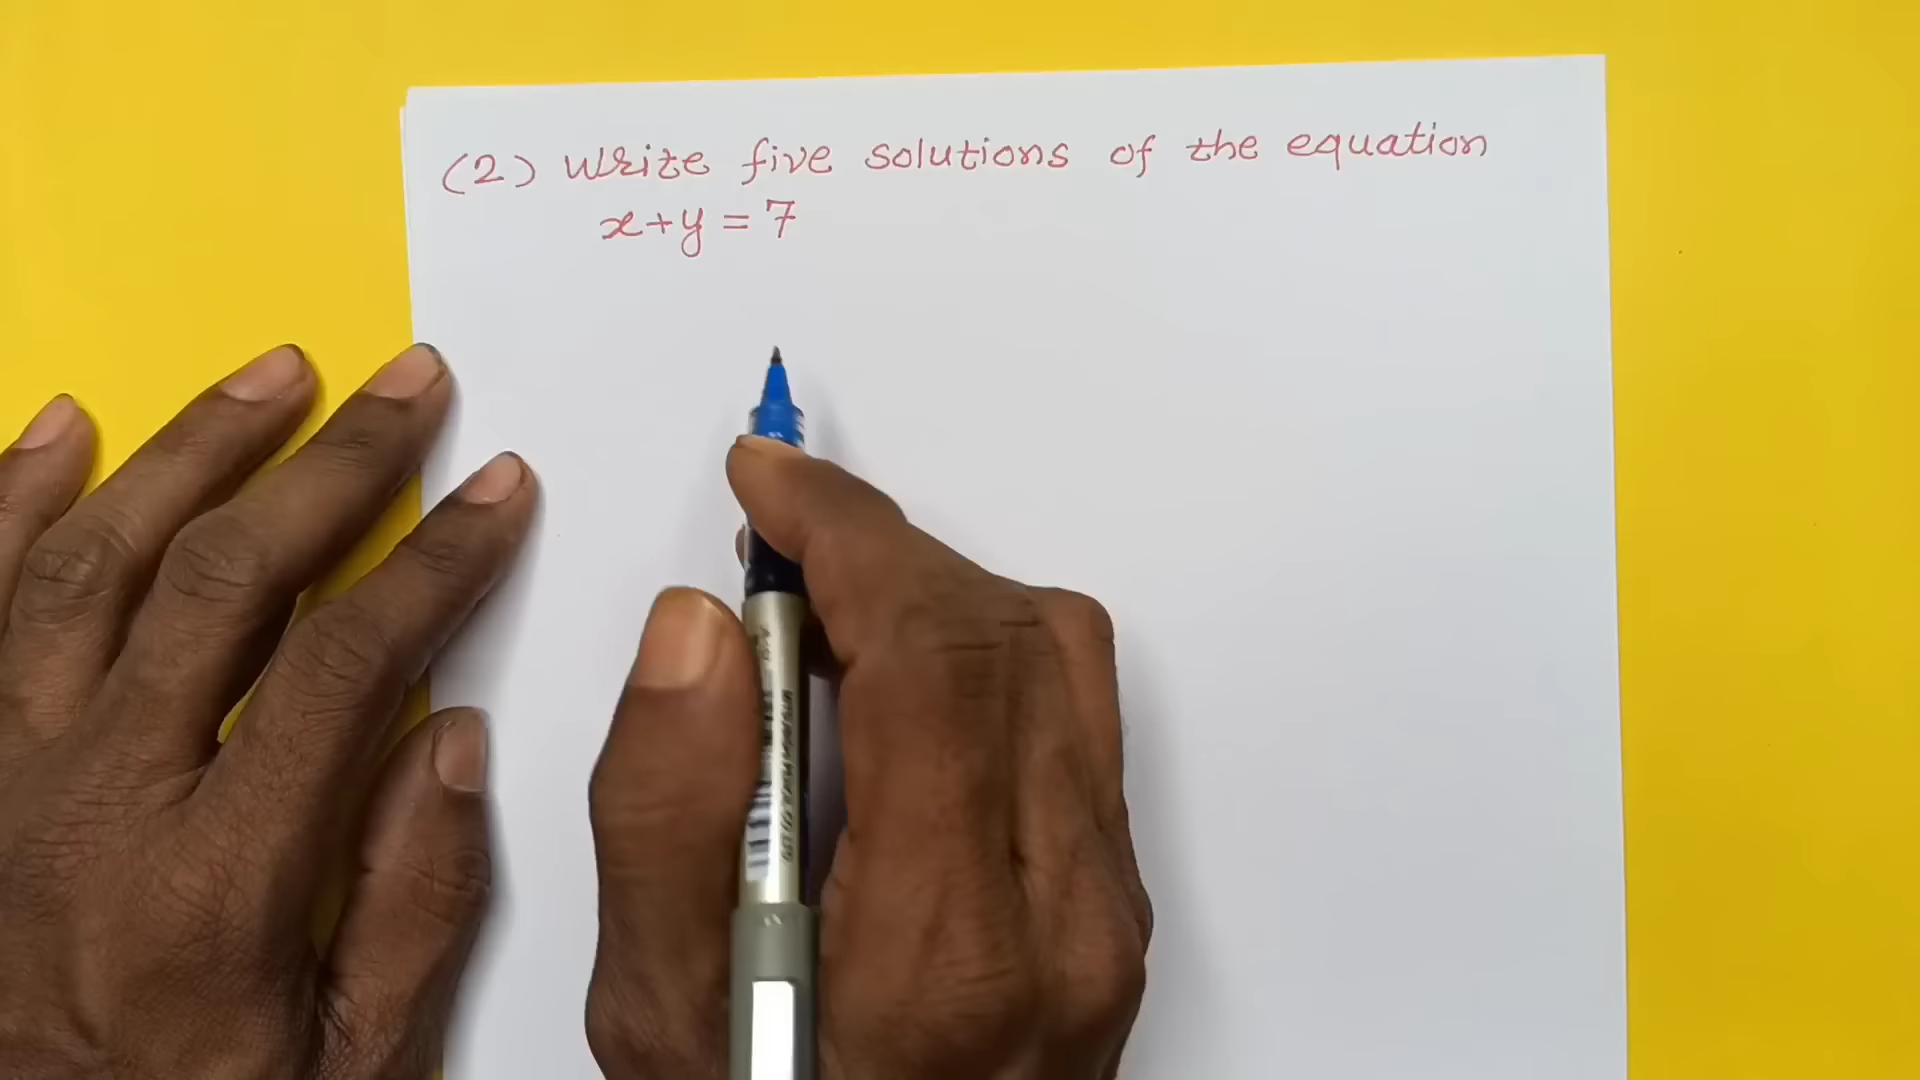 (2) Write five solutions of the equation
x+y = 7